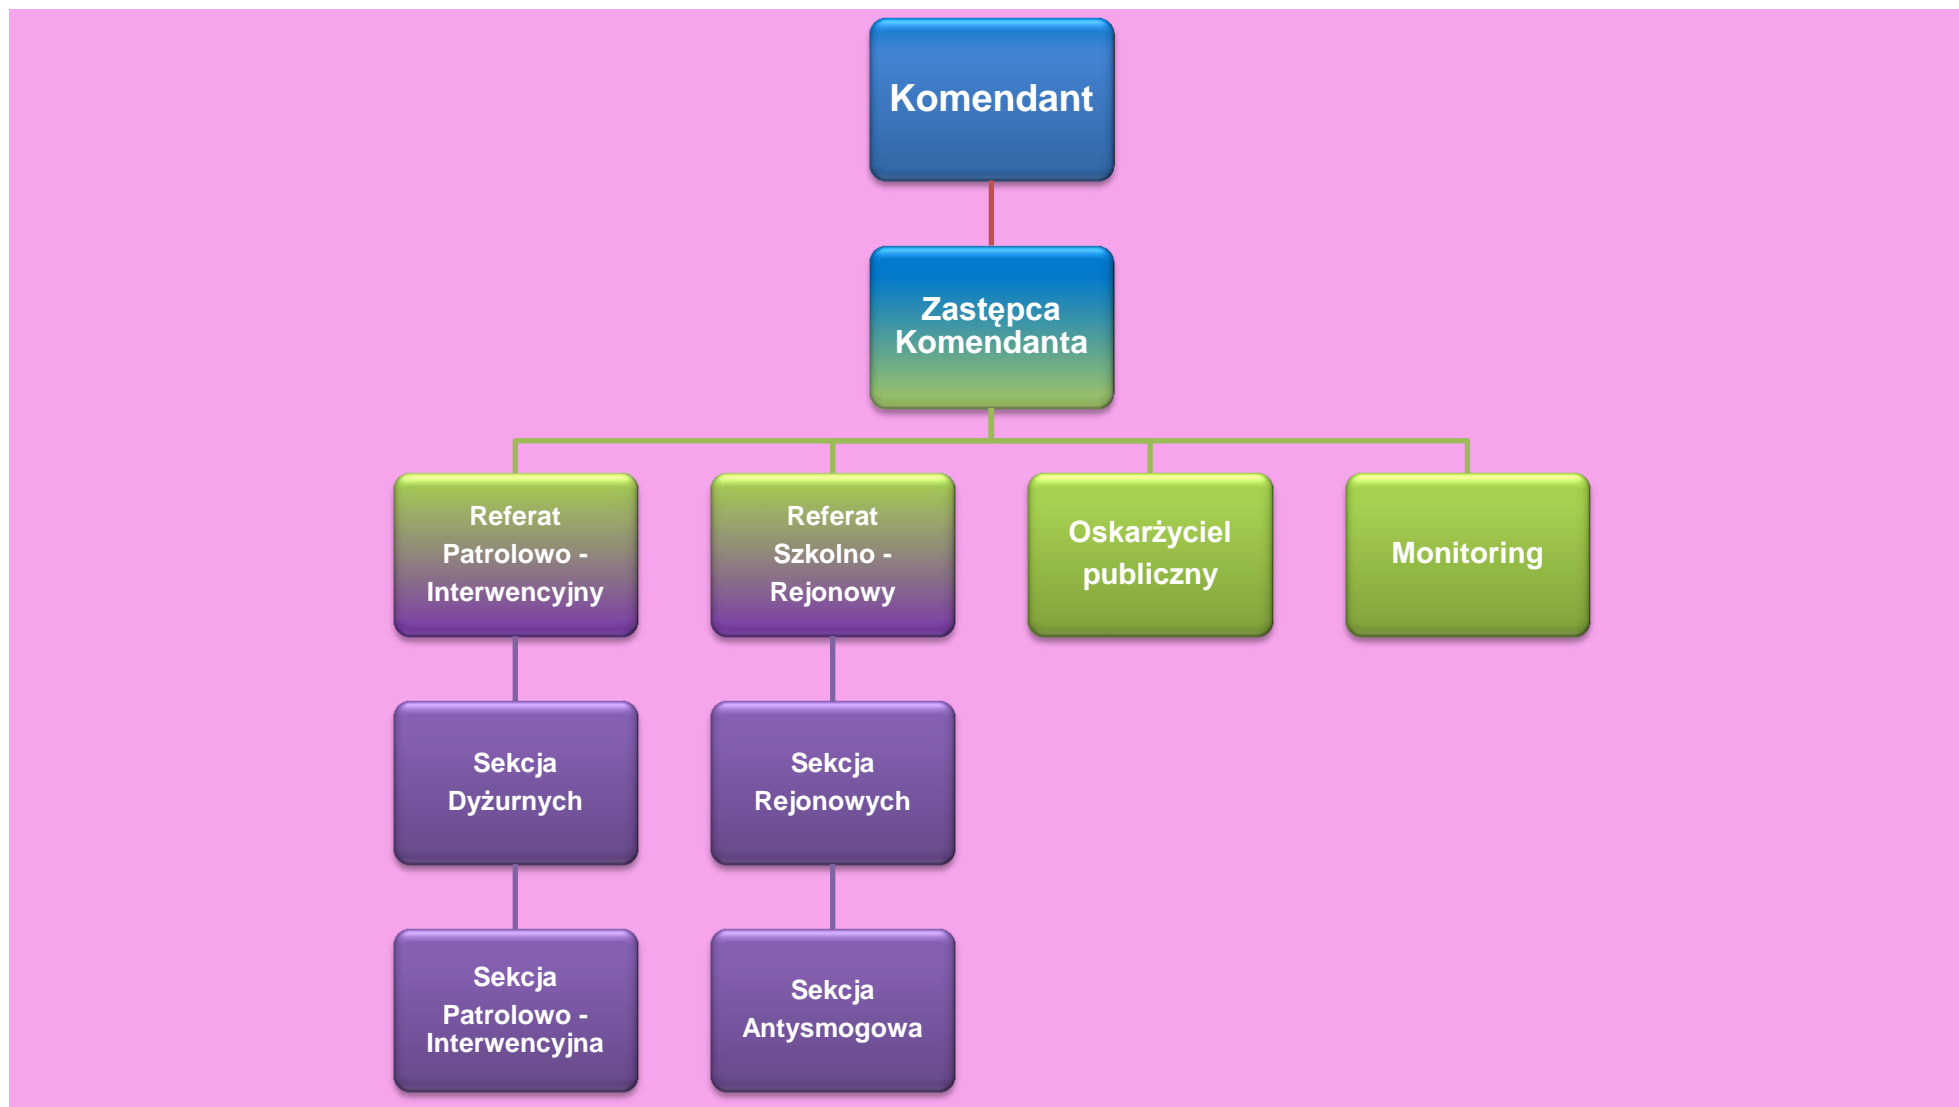 Komendant
Zastępca
Komendanta
Referat
Patrolowo -
Interwencyjny
Referat
Szkolno -
Rejonowy
Oskarżyciel
publiczny
Monitoring
Sekcja
Dyżurnych
Sekcja
Rejonowych
Sekcja
Patrolowo -
Interwencyjna
Sekcja
Antysmogowa